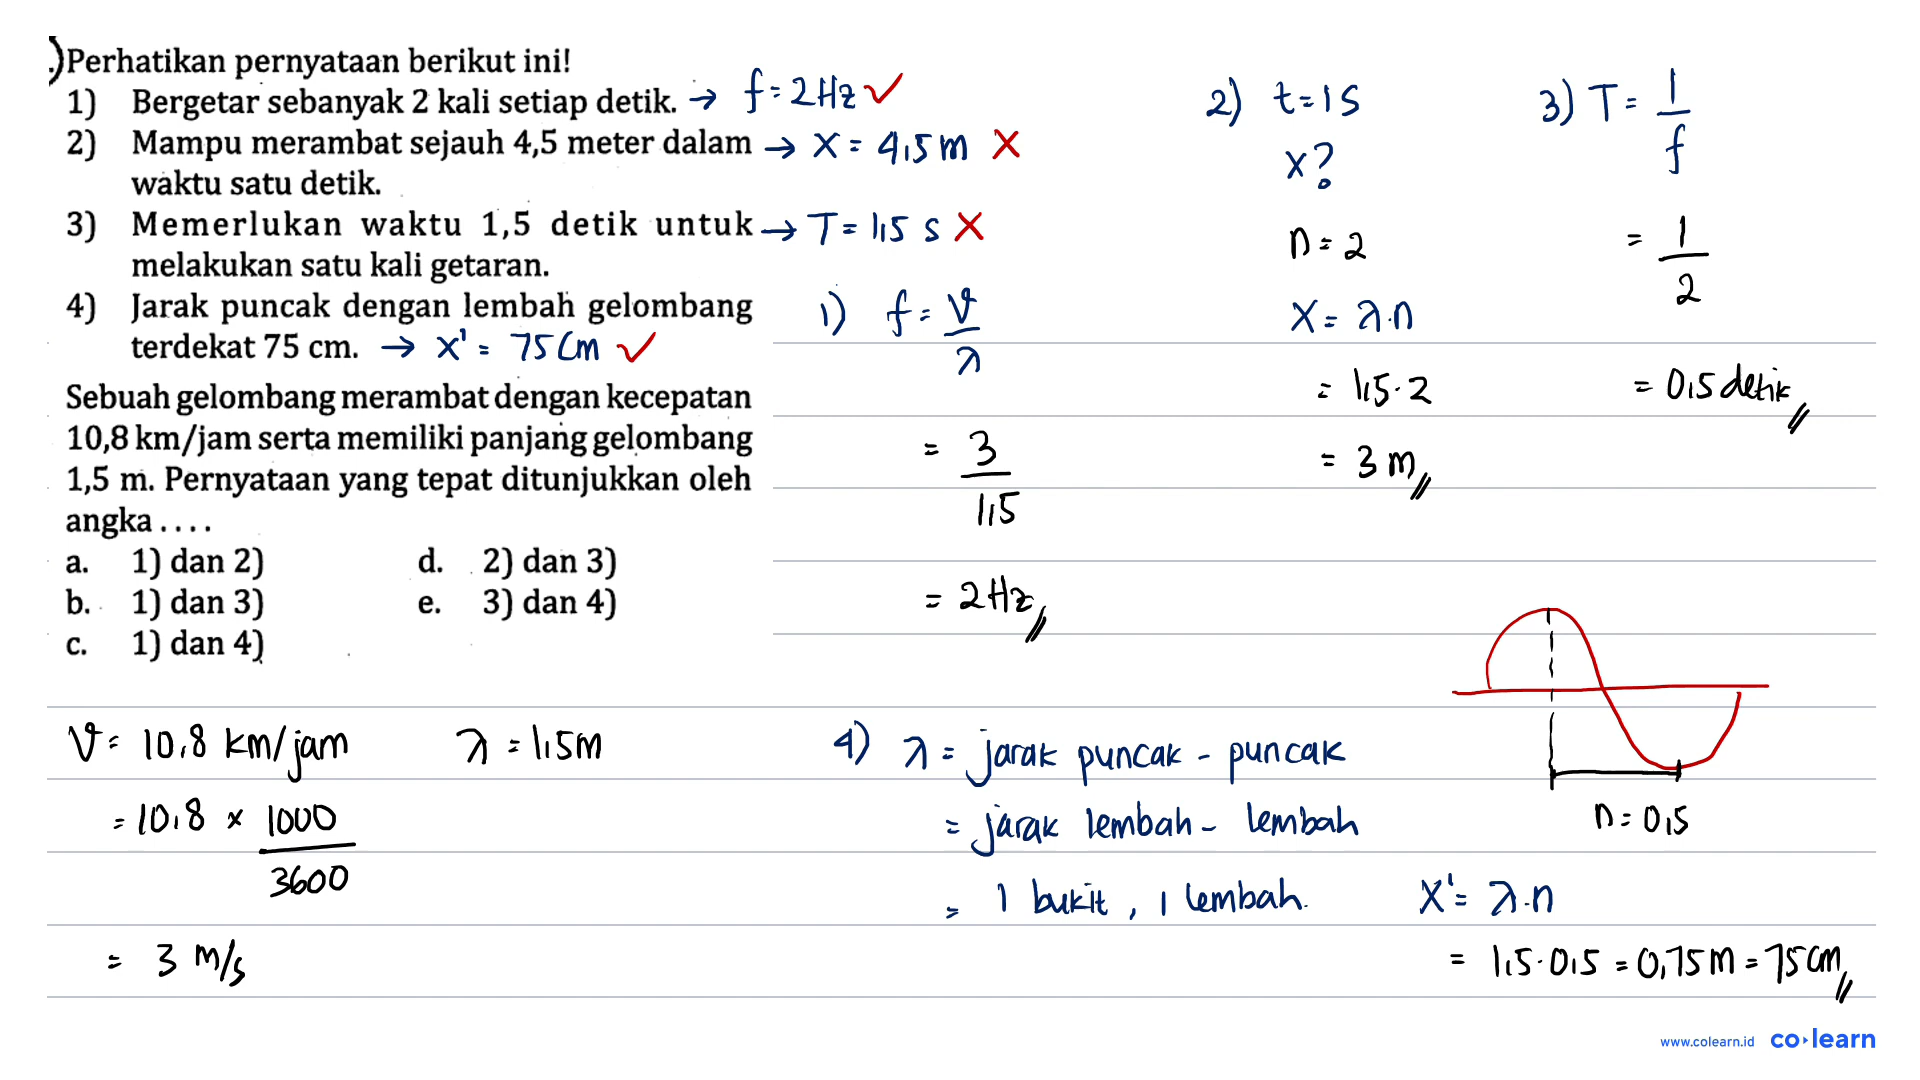 .) Perhatikan pernyataan berikut ini!
1) Bergetar sebanyak 2 kali setiap detik. → f = 2 Hz ✓
2) Mampu merambat sejauh 4,5 meter dalam → x = 4,5 m X
waktu satu detik.
3) Memerlukan waktu 1,5 detik untuk → T = 1,5 s X
melakukan satu kali getaran.
4) Jarak puncak dengan lembah gelombang
terdekat 75 cm. → x' = 75 cm ✓
Sebuah gelombang merambat dengan kecepatan
10,8 km/jam serta memiliki panjang gelombang
1,5 m. Pernyataan yang tepat ditunjukkan oleh
angka . . . .
a. 1) dan 2)
b. 1) dan 3)
c. 1) dan 4)
d. 2) dan 3)
e. 3) dan 4)
v = 10,8 km/jam
= 10,8 × 1000
3600
= 3 m/s
λ = 1,5 m
1) f = v
λ
= 3
1,5
= 2 Hz
2) t = 1 s
x?
n = 2
x = λ.n
= 1,5 . 2
= 3 m
3) T = 1
f
= 1
2
= 0,5 detik
4) λ = jarak puncak - puncak
= jarak lembah - lembah
= 1 bukit, 1 lembah.
n = 0,5
x' = λ.n
= 1,5 . 0,5 = 0,75 m = 75 cm
www.colearn.id co learn